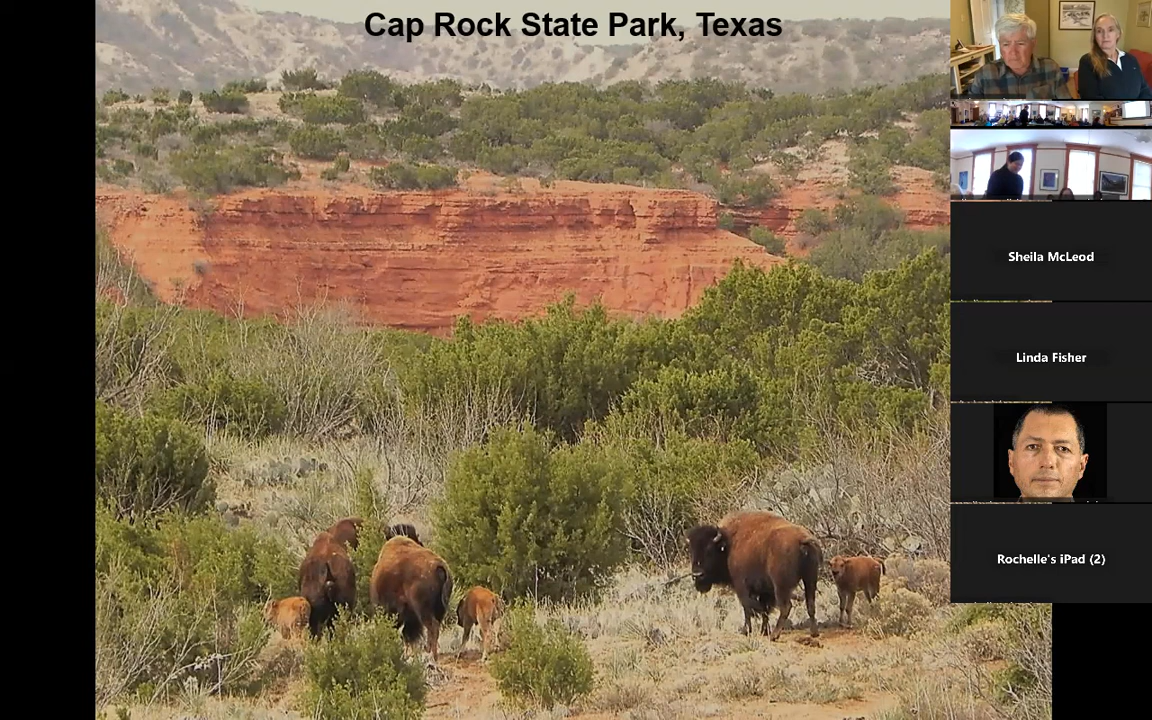 Cap Rock State Park, Texas
Sheila McLeod
Linda Fisher
Rochelle's iPad (2)